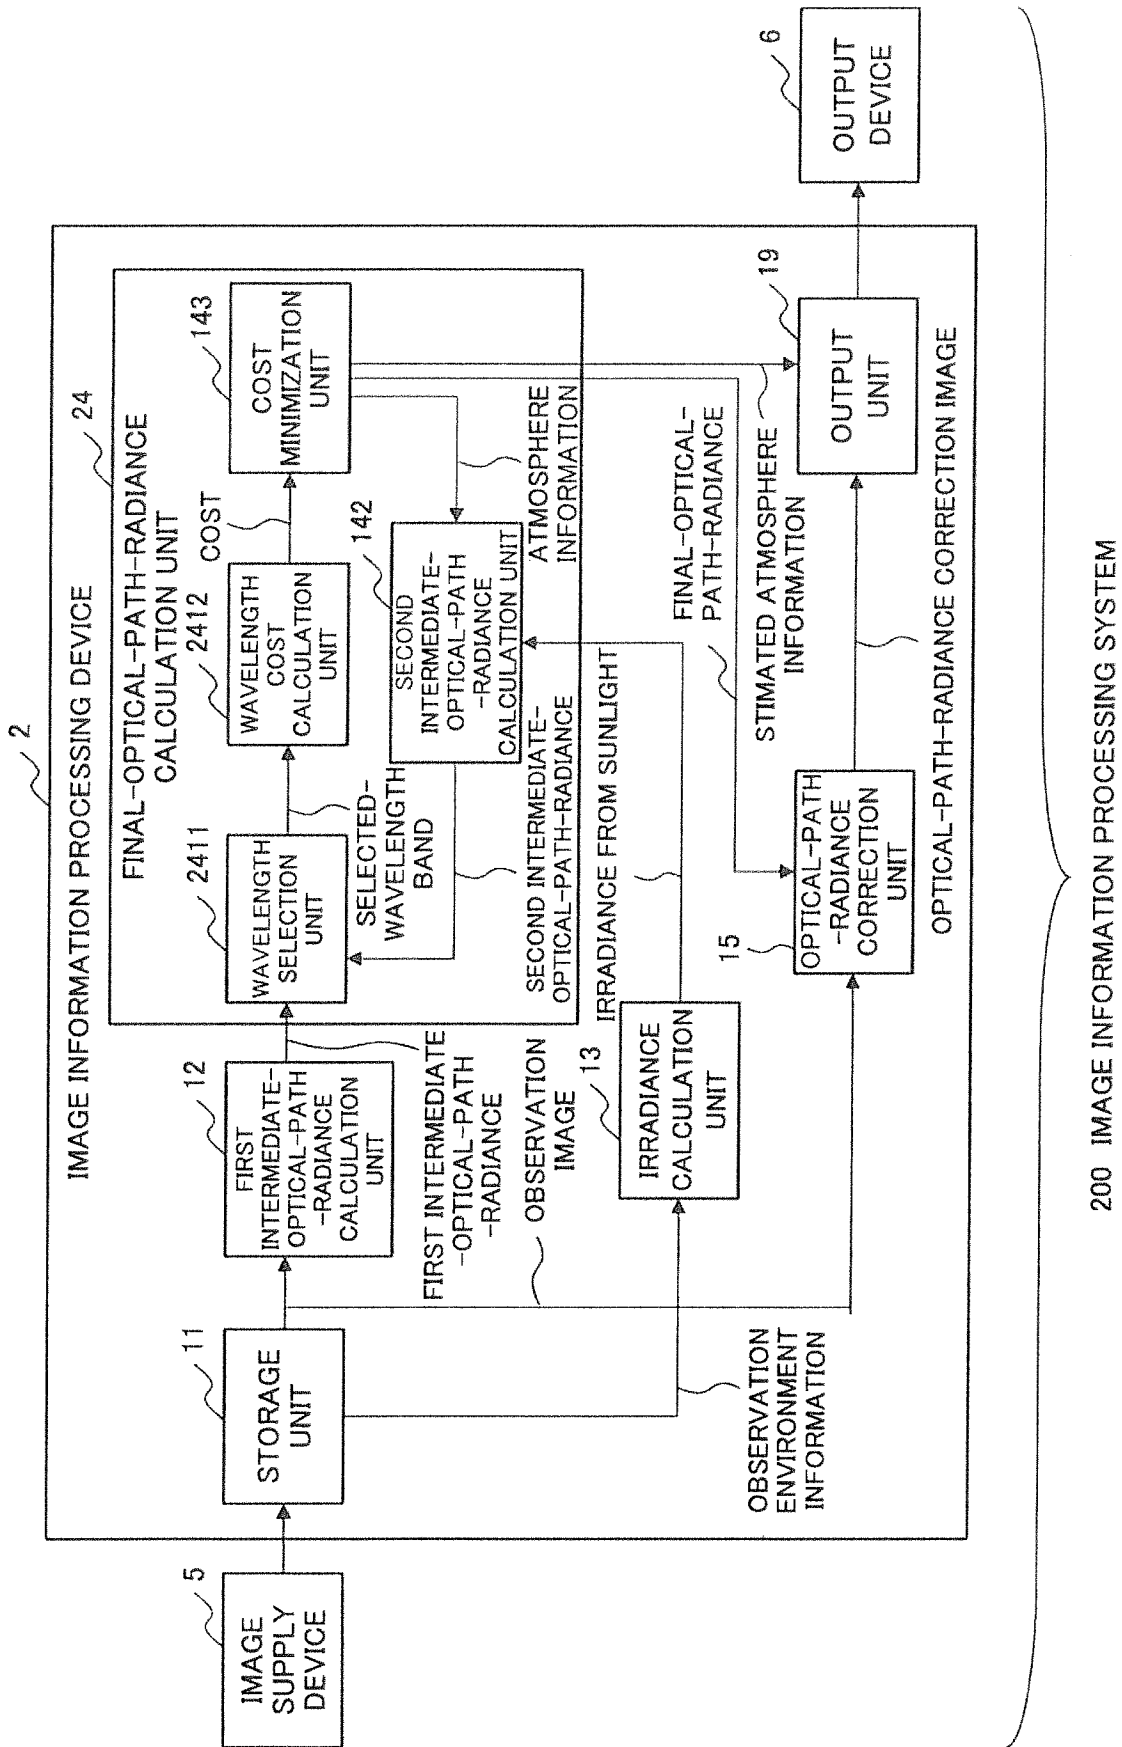 2
IMAGE INFORMATION PROCESSING DEVICE
24
FINAL-OPTICAL-PATH-RADIANCE
CALCULATION UNIT
5
IMAGE
SUPPLY
DEVICE
11
STORAGE
UNIT
12
FIRST
INTERMEDIATE-
OPTICAL-PATH
-RADIANCE
CALCULATION
UNIT
2411
WAVELENGTH
SELECTION
UNIT
2412
WAVELENGTH
COST
CALCULATION
UNIT
COST
143
COST
MINIMIZATION
UNIT
FIRST INTERMEDIATE
-OPTICAL-PATH
-RADIANCE
SELECTED-
WAVELENGTH
BAND
142
SECOND
INTERMEDIATE-
OPTICAL-PATH
-RADIANCE
CALCULATION UNIT
ATMOSPHERE
INFORMATION
OBSERVATION
IMAGE
SECOND INTERMEDIATE-
OPTICAL-PATH-RADIANCE
13
IRRADIANCE
CALCULATION
UNIT
IRRADIANCE FROM SUNLIGHT
FINAL-OPTICAL-
PATH-RADIANCE
STIMATED ATMOSPHERE
INFORMATION
OBSERVATION
ENVIRONMENT
INFORMATION
15
OPTICAL-PATH
-RADIANCE
CORRECTION
UNIT
19
OUTPUT
UNIT
6
OUTPUT
DEVICE
OPTICAL-PATH-RADIANCE CORRECTION IMAGE
200 IMAGE INFORMATION PROCESSING SYSTEM